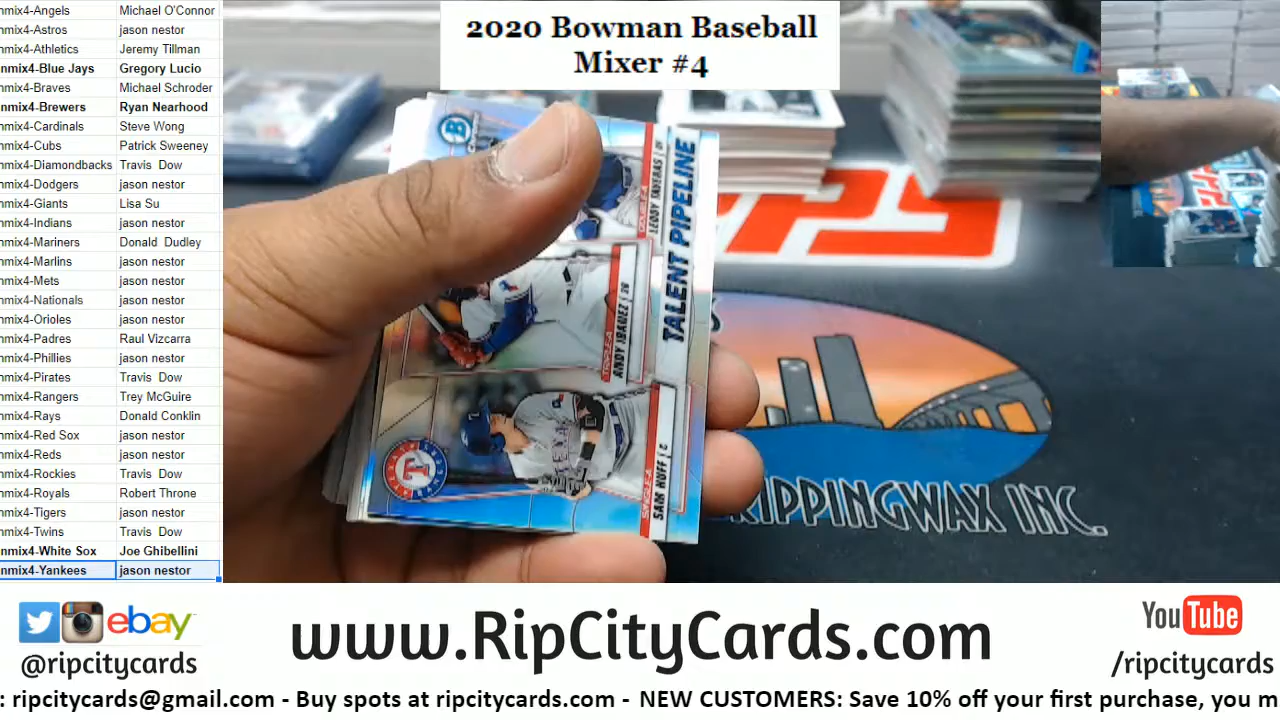 nmix4-Angels Michael O'Connor
nmix4-Astros jason nestor
nmix4-Athletics Jeremy Tillman
nmix4-Blue Jays Gregory Lucio
nmix4-Braves Michael Schroder
nmix4-Brewers Ryan Nearhood
nmix4-Cardinals Steve Wong
nmix4-Cubs Patrick Sweeney
nmix4-Diamondbacks Travis Dow
nmix4-Dodgers jason nestor
nmix4-Giants Lisa Su
nmix4-Indians jason nestor
nmix4-Mariners Donald Dudley
nmix4-Marlins jason nestor
nmix4-Mets jason nestor
nmix4-Nationals jason nestor
nmix4-Orioles jason nestor
nmix4-Padres Raul Vizcarra
nmix4-Phillies jason nestor
nmix4-Pirates Travis Dow
nmix4-Rangers Trey McGuire
nmix4-Rays Donald Conklin
nmix4-Red Sox jason nestor
nmix4-Reds jason nestor
nmix4-Rockies Travis Dow
nmix4-Royals Robert Throne
nmix4-Tigers jason nestor
nmix4-Twins Travis Dow
nmix4-White Sox Joe Ghibellini
nmix4-Yankees jason nestor
2020 Bowman Baseball
Mixer #4
B
TALENT PIPELINE
DOUBLE-A
LEODY TAVERAS | OF
TRIPLE-A
ANDY IBANEZ | 2B
SINGLE-A
SAM HUFF | C
TEXAS
T
RIPPINGWAX INC.
ebay
@ripcitycards
www.RipCityCards.com
YouTube
/ripcitycards
: ripcitycards@gmail.com - Buy spots at ripcitycards.com - NEW CUSTOMERS: Save 10% off your first purchase, you m